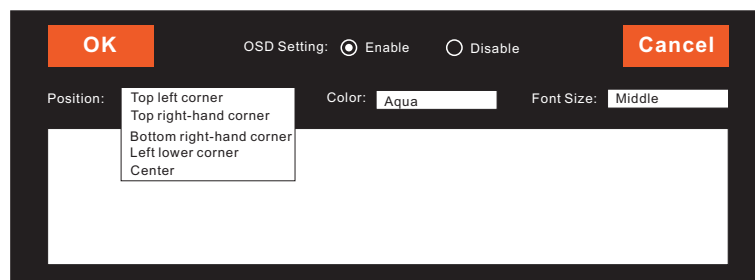 OK
OSD Setting: Enable Disable
Cancel
Position: Top left corner
Top right-hand corner
Bottom right-hand corner
Left lower corner
Center
Color: Aqua
Font Size: Middle